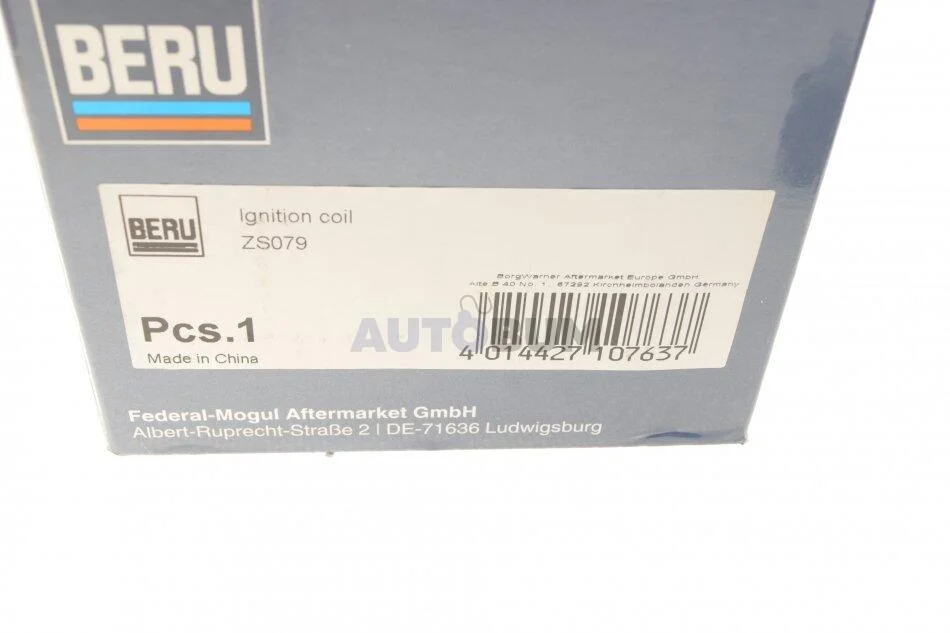 BERU
BERU
Ignition coil
ZS079
BorgWarner Aftermarket Europe GmbH
Alte B 40 No. 1, 67292 Kirchheimbolanden Germany
AUTOBUM
Pcs.1
4 014427 107637
Made in China
Federal-Mogul Aftermarket GmbH
Albert-Ruprecht-Straße 2 | DE-71636 Ludwigsburg